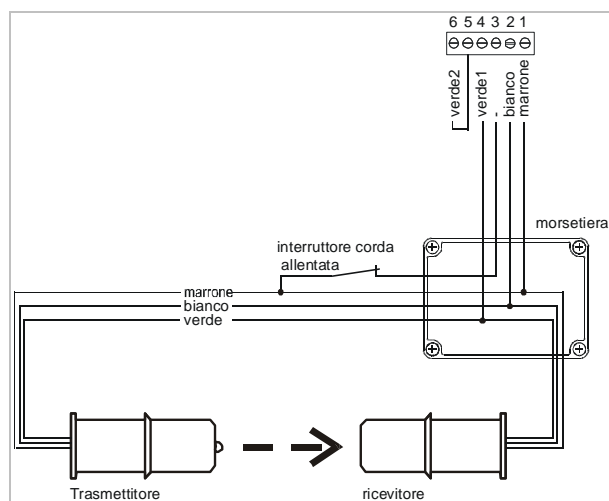 6 5 4 3 2 1
verde2
verde1
-
bianco
marrone
morsetiera
interruttore corda
allentata
marrone
bianco
verde
Trasmettitore
ricevitore